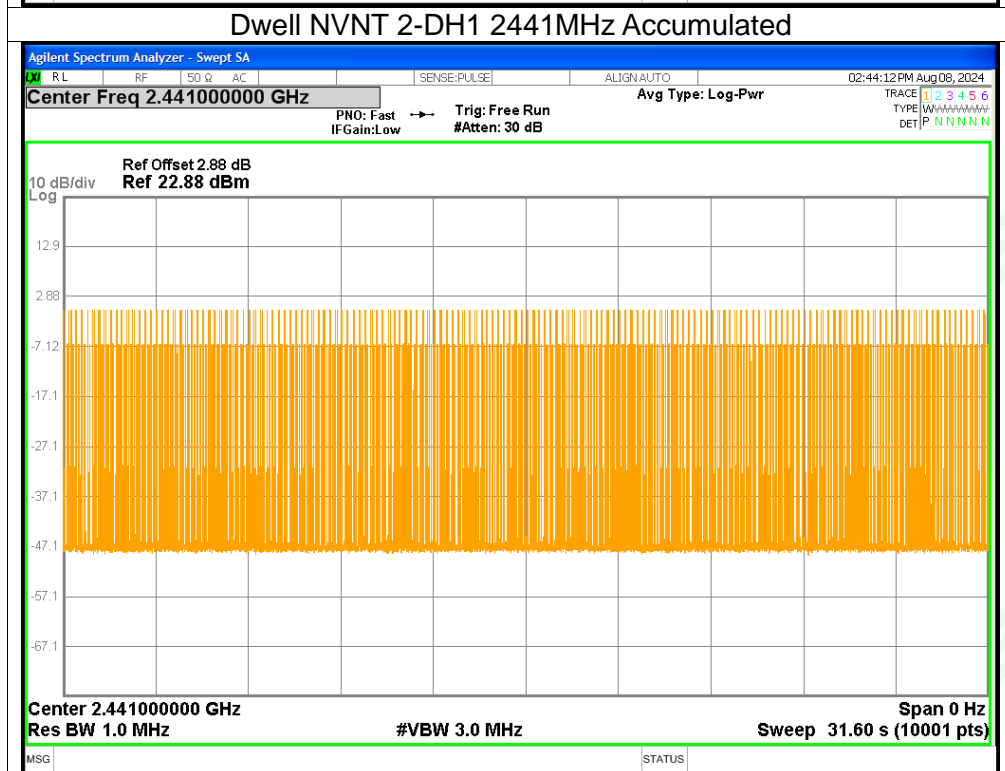 Dwell NVNT 2-DH1 2441MHz Accumulated
Agilent Spectrum Analyzer - Swept SA
LXI RL RF 50 Ω AC SENSE:PULSE ALIGN AUTO 02:44:12 PM Aug 08, 2024
Center Freq 2.441000000 GHz Avg Type: Log-Pwr TRACE 1 2 3 4 5 6
PNO: Fast Trig: Free Run TYPE WWWWWW
IFGain:Low #Atten: 30 dB DET P N N N N N
Ref Offset 2.88 dB
10 dB/div Ref 22.88 dBm
Log
12.9
2.88
-7.12
-17.1
-27.1
-37.1
-47.1
-57.1
-67.1
Center 2.441000000 GHz Span 0 Hz
Res BW 1.0 MHz #VBW 3.0 MHz Sweep 31.60 s (10001 pts)
MSG STATUS